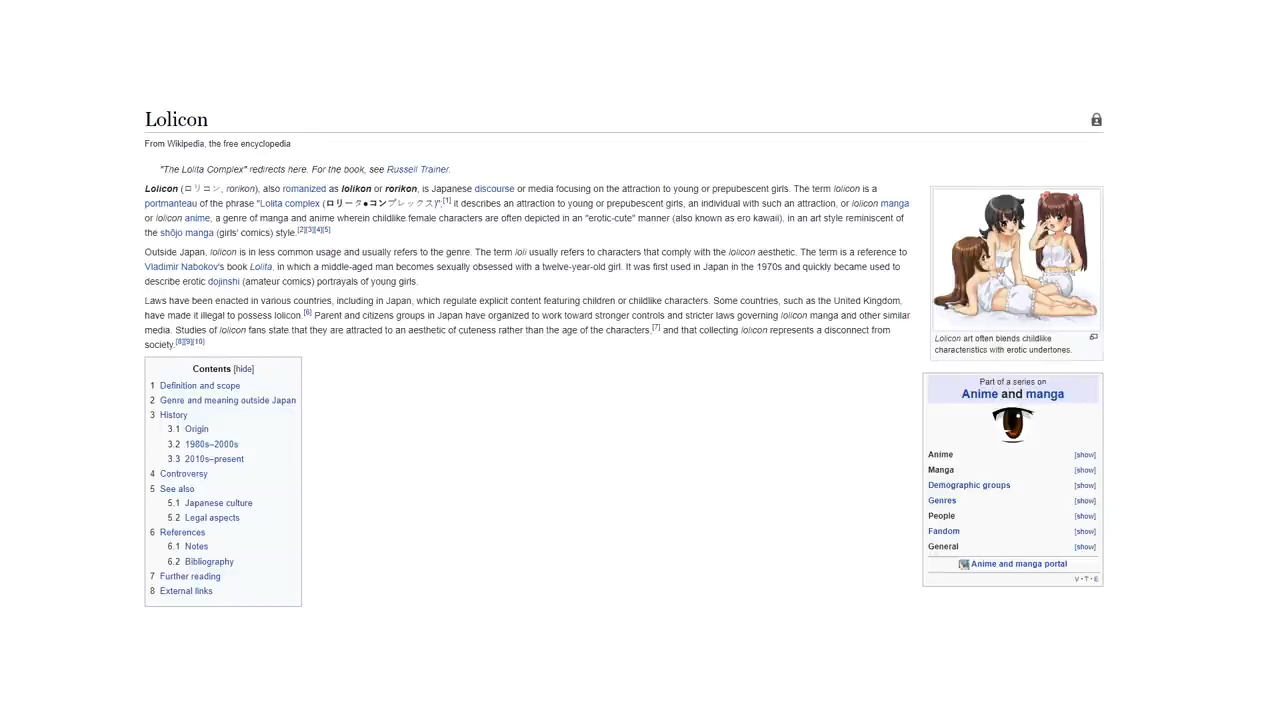 Lolicon
From Wikipedia, the free encyclopedia
"The Lolita Complex" redirects here. For the book, see Russell Trainer.
Lolicon (ロリコン, rorikon), also romanized as lolikon or rorikon, is Japanese discourse or media focusing on the attraction to young or prepubescent girls. The term lolicon is a
portmanteau of the phrase "Lolita complex (ロリータ●コンプレックス)";[1] it describes an attraction to young or prepubescent girls, an individual with such an attraction, or lolicon manga
or lolicon anime, a genre of manga and anime wherein childlike female characters are often depicted in an "erotic-cute" manner (also known as ero kawaii), in an art style reminiscent of
the shōjo manga (girls' comics) style.[2][3][4][5]
Outside Japan, lolicon is in less common usage and usually refers to the genre. The term loli usually refers to characters that comply with the lolicon aesthetic. The term is a reference to
Vladimir Nabokov's book Lolita, in which a middle-aged man becomes sexually obsessed with a twelve-year-old girl. It was first used in Japan in the 1970s and quickly became used to
describe erotic dojinshi (amateur comics) portrayals of young girls.
Laws have been enacted in various countries, including in Japan, which regulate explicit content featuring children or childlike characters. Some countries, such as the United Kingdom,
have made it illegal to possess lolicon.[6] Parent and citizens groups in Japan have organized to work toward stronger controls and stricter laws governing lolicon manga and other similar
media. Studies of lolicon fans state that they are attracted to an aesthetic of cuteness rather than the age of the characters,[7] and that collecting lolicon represents a disconnect from
society.[8][9][10]
Lolicon art often blends childlike
characteristics with erotic undertones.
Contents [hide]
1 Definition and scope
2 Genre and meaning outside Japan
3 History
3.1 Origin
3.2 1980s–2000s
3.3 2010s–present
4 Controversy
5 See also
5.1 Japanese culture
5.2 Legal aspects
6 References
6.1 Notes
6.2 Bibliography
7 Further reading
8 External links
Part of a series on
Anime and manga
Anime [show]
Manga [show]
Demographic groups [show]
Genres [show]
People [show]
Fandom [show]
General [show]
Anime and manga portal
V • T • E